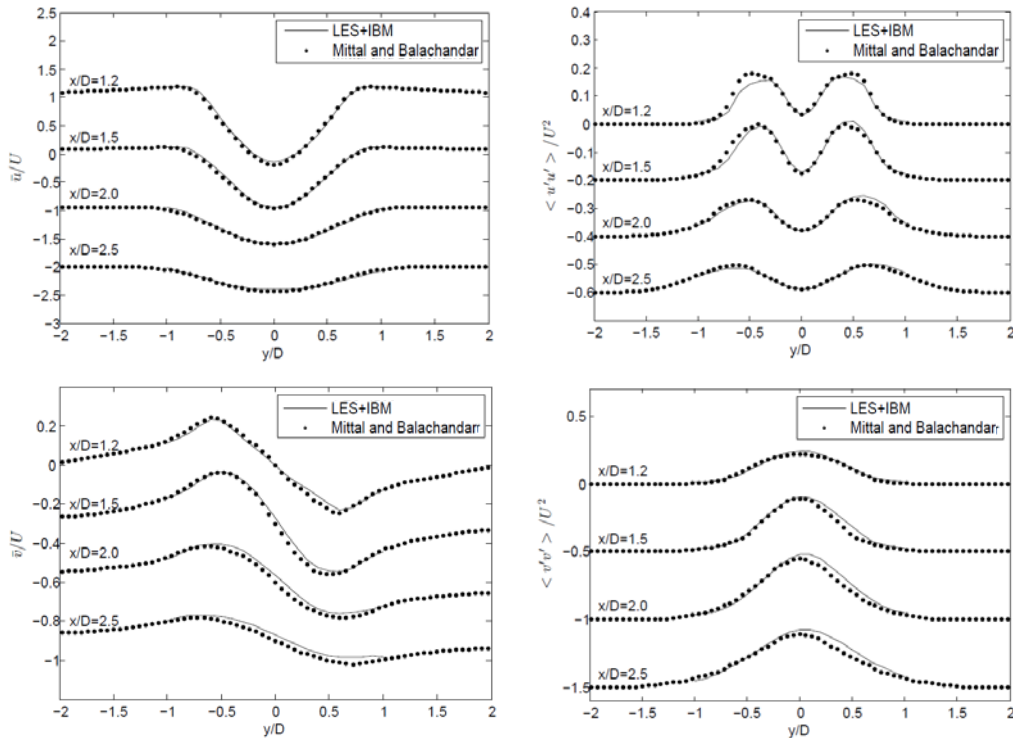 2.5
2
1.5
1
0.5
0
−0.5
−1
−1.5
−2
−2.5
−3
ū/U
LES+IBM
Mittal and Balachandar
x/D=1.2
x/D=1.5
x/D=2.0
x/D=2.5
−2 −1.5 −1 −0.5 0 0.5 1 1.5 2
y/D
0.4
0.3
0.2
0.1
0
−0.1
−0.2
−0.3
−0.4
−0.5
−0.6
< u′u′ > /U²
LES+IBM
Mittal and Balachandar
x/D=1.2
x/D=1.5
x/D=2.0
x/D=2.5
−2 −1.5 −1 −0.5 0 0.5 1 1.5 2
y/D
0.2
0
−0.2
−0.4
−0.6
−0.8
−1
v̄/U
LES+IBM
Mittal and Balachandarr
x/D=1.2
x/D=1.5
x/D=2.0
x/D=2.5
−2 −1.5 −1 −0.5 0 0.5 1 1.5 2
y/D
0.5
0
−0.5
−1
−1.5
< v′v′ > /U²
LES+IBM
Mittal and Balachandarr
x/D=1.2
x/D=1.5
x/D=2.0
x/D=2.5
−2 −1.5 −1 −0.5 0 0.5 1 1.5 2
y/D